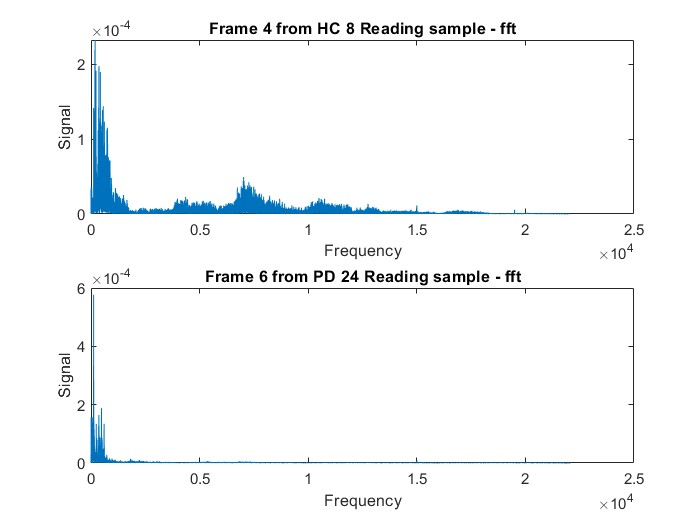 ×10⁻⁴
Frame 4 from HC 8 Reading sample - fft
2
1
0
Signal
0 0.5 1 1.5 2 2.5
Frequency
×10⁴
×10⁻⁴
Frame 6 from PD 24 Reading sample - fft
6
4
2
0
Signal
0 0.5 1 1.5 2 2.5
Frequency
×10⁴